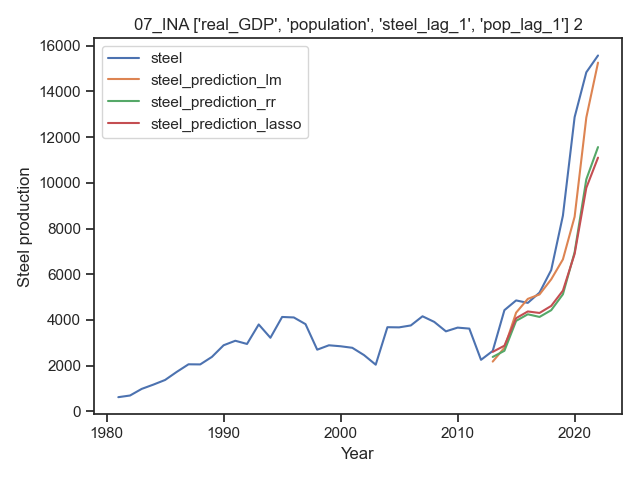 07_INA ['real_GDP', 'population', 'steel_lag_1', 'pop_lag_1'] 2
steel
steel_prediction_lm
steel_prediction_rr
steel_prediction_lasso
16000
14000
12000
10000
8000
6000
4000
2000
0
Steel production
1980
1990
2000
2010
2020
Year